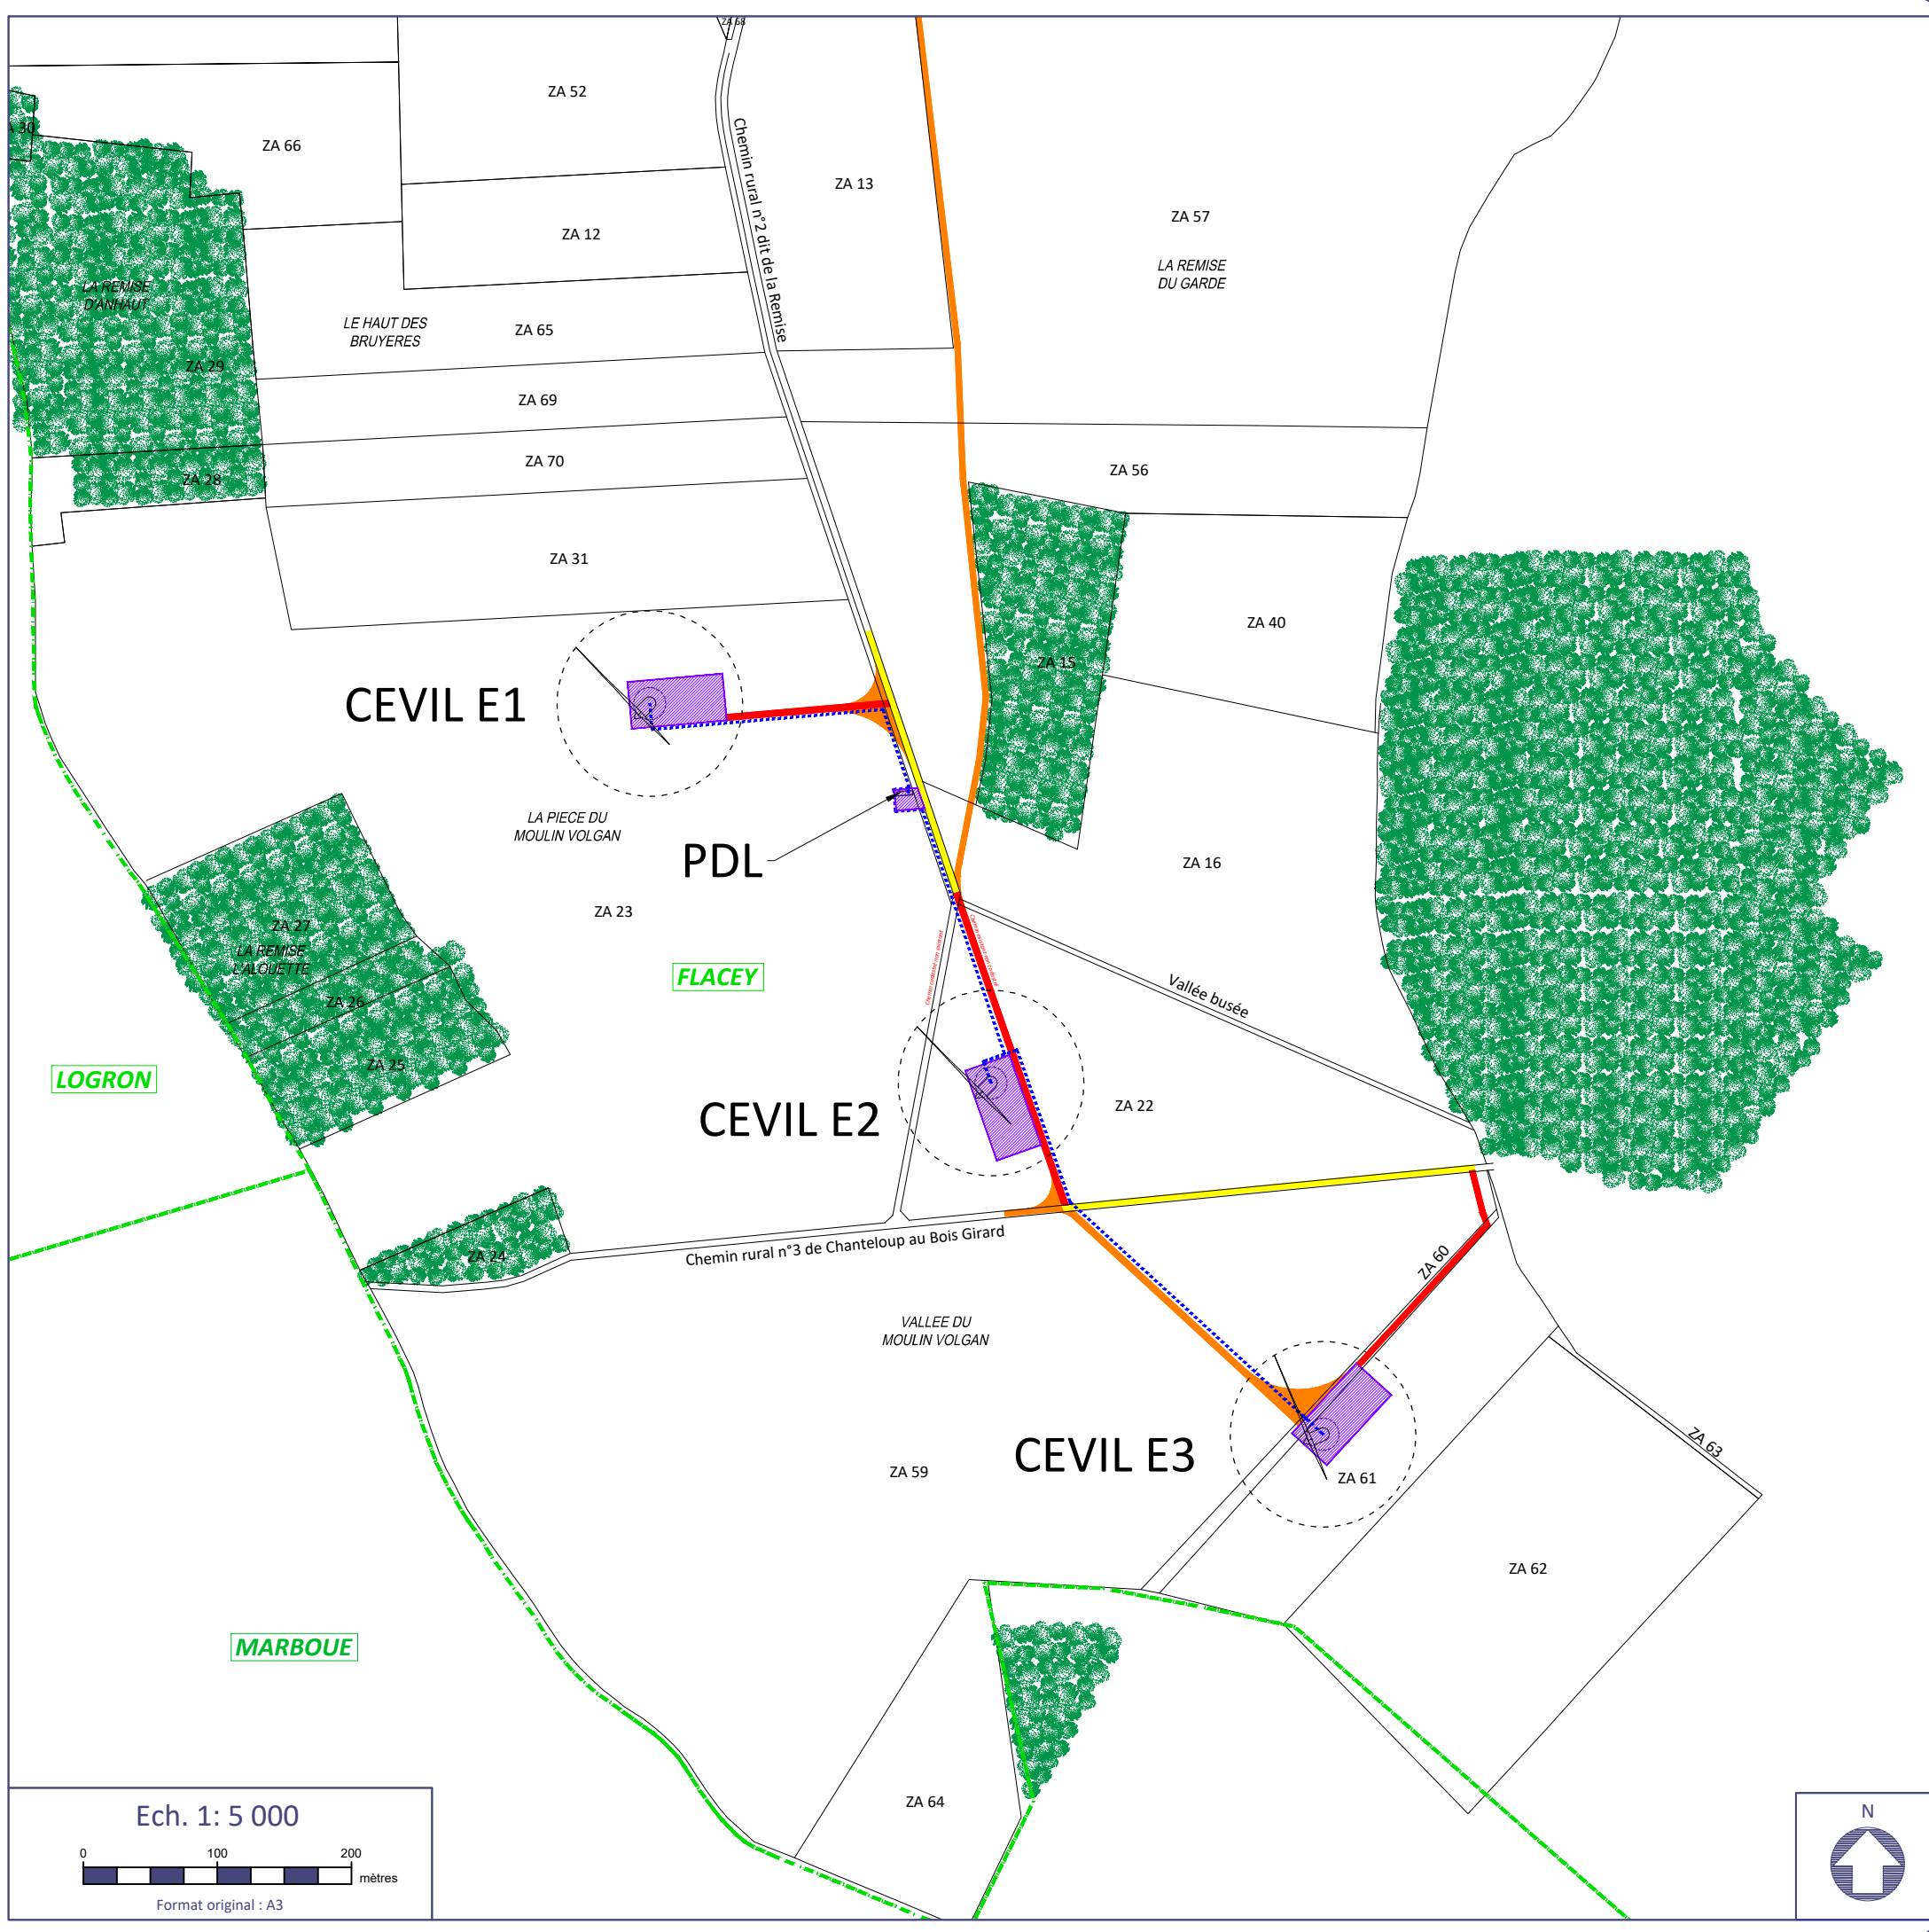 ZA 68
ZA 52
A 30
ZA 66
ZA 13
Chemin rural n°2 dit de la Remise
ZA 57
ZA 12
LA REMISE
DU GARDE
LA REMISE
D'ANHAUT
LE HAUT DES
BRUYERES
ZA 65
ZA 29
ZA 69
ZA 70
ZA 56
ZA 28
ZA 31
ZA 40
ZA 15
CEVIL E1
LA PIECE DU
MOULIN VOLGAN
PDL
ZA 16
ZA 23
ZA 27
LA REMISE
L'ALOUETTE
FLACEY
Vallée busée
ZA 26
ZA 25
LOGRON
CEVIL E2
ZA 22
Chemin rural n°3 de Chanteloup au Bois Girard
ZA 24
ZA 60
VALLEE DU
MOULIN VOLGAN
CEVIL E3
ZA 63
ZA 59
ZA 61
ZA 62
MARBOUE
ZA 64
Ech. 1: 5 000
0 100 200
mètres
Format original : A3
N